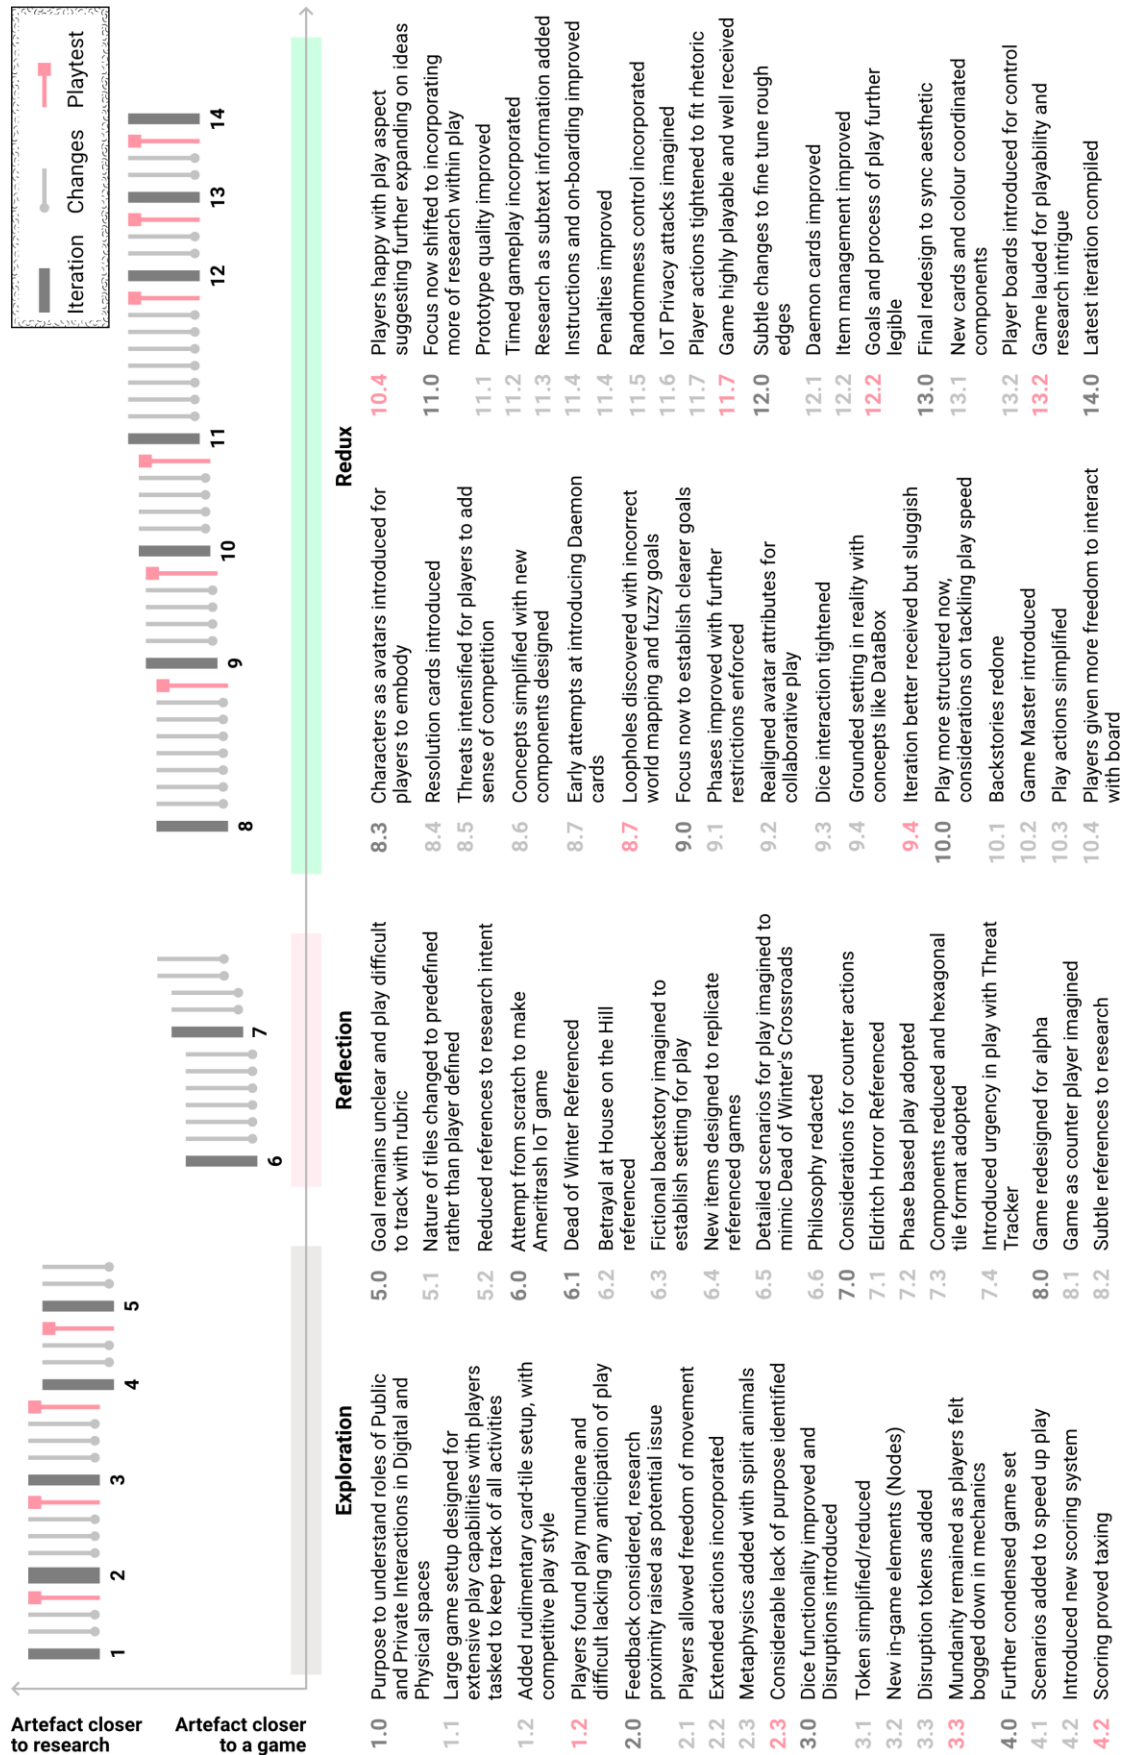 Iteration
Changes
Playtest
Artefact closer
to research
Artefact closer
to a game
1
2
3
4
5
6
7
8
9
10
11
12
13
14
Exploration
1.0 Purpose to understand roles of Public
and Private Interactions in Digital and
Physical spaces
1.1 Large game setup designed for
extensive play capabilities with players
tasked to keep track of all activities
1.2 Added rudimentary card-tile setup, with
competitive play style
1.2 Players found play mundane and
difficult lacking any anticipation of play
2.0 Feedback considered, research
proximity raised as potential issue
2.1 Players allowed freedom of movement
2.2 Extended actions incorporated
2.3 Metaphysics added with spirit animals
2.3 Considerable lack of purpose identified
3.0 Dice functionality improved and
Disruptions introduced
3.1 Token simplified/reduced
3.2 New in-game elements (Nodes)
3.3 Disruption tokens added
3.3 Mundanity remained as players felt
bogged down in mechanics
4.0 Further condensed game set
4.1 Scenarios added to speed up play
4.2 Introduced new scoring system
4.2 Scoring proved taxing
Reflection
5.0 Goal remains unclear and play difficult
to track with rubric
5.1 Nature of tiles changed to predefined
rather than player defined
5.2 Reduced references to research intent
6.0 Attempt from scratch to make
Ameritrash IoT game
6.1 Dead of Winter Referenced
6.2 Betrayal at House on the Hill
referenced
6.3 Fictional backstory imagined to
establish setting for play
6.4 New items designed to replicate
referenced games
6.5 Detailed scenarios for play imagined to
mimic Dead of Winter's Crossroads
6.6 Philosophy redacted
7.0 Considerations for counter actions
7.1 Eldritch Horror Referenced
7.2 Phase based play adopted
7.3 Components reduced and hexagonal
tile format adopted
7.4 Introduced urgency in play with Threat
Tracker
8.0 Game redesigned for alpha
8.1 Game as counter player imagined
8.2 Subtle references to research
Redux
8.3 Characters as avatars introduced for
players to embody
8.4 Resolution cards introduced
8.5 Threats intensified for players to add
sense of competition
8.6 Concepts simplified with new
components designed
8.7 Early attempts at introducing Daemon
cards
8.7 Loopholes discovered with incorrect
world mapping and fuzzy goals
9.0 Focus now to establish clearer goals
9.1 Phases improved with further
restrictions enforced
9.2 Realigned avatar attributes for
collaborative play
9.3 Dice interaction tightened
9.4 Grounded setting in reality with
concepts like DataBox
9.4 Iteration better received but sluggish
10.0 Play more structured now,
considerations on tackling play speed
10.1 Backstories redone
10.2 Game Master introduced
10.3 Play actions simplified
10.4 Players given more freedom to interact
with board
10.4 Players happy with play aspect
suggesting further expanding on ideas
11.0 Focus now shifted to incorporating
more of research within play
11.1 Prototype quality improved
11.2 Timed gameplay incorporated
11.3 Research as subtext information added
11.4 Instructions and on-boarding improved
11.4 Penalties improved
11.5 Randomness control incorporated
11.6 IoT Privacy attacks imagined
11.7 Player actions tightened to fit rhetoric
11.7 Game highly playable and well received
12.0 Subtle changes to fine tune rough
edges
12.1 Daemon cards improved
12.2 Item management improved
12.2 Goals and process of play further
legible
13.0 Final redesign to sync aesthetic
13.1 New cards and colour coordinated
components
13.2 Player boards introduced for control
13.2 Game lauded for playability and
research intrigue
14.0 Latest iteration compiled